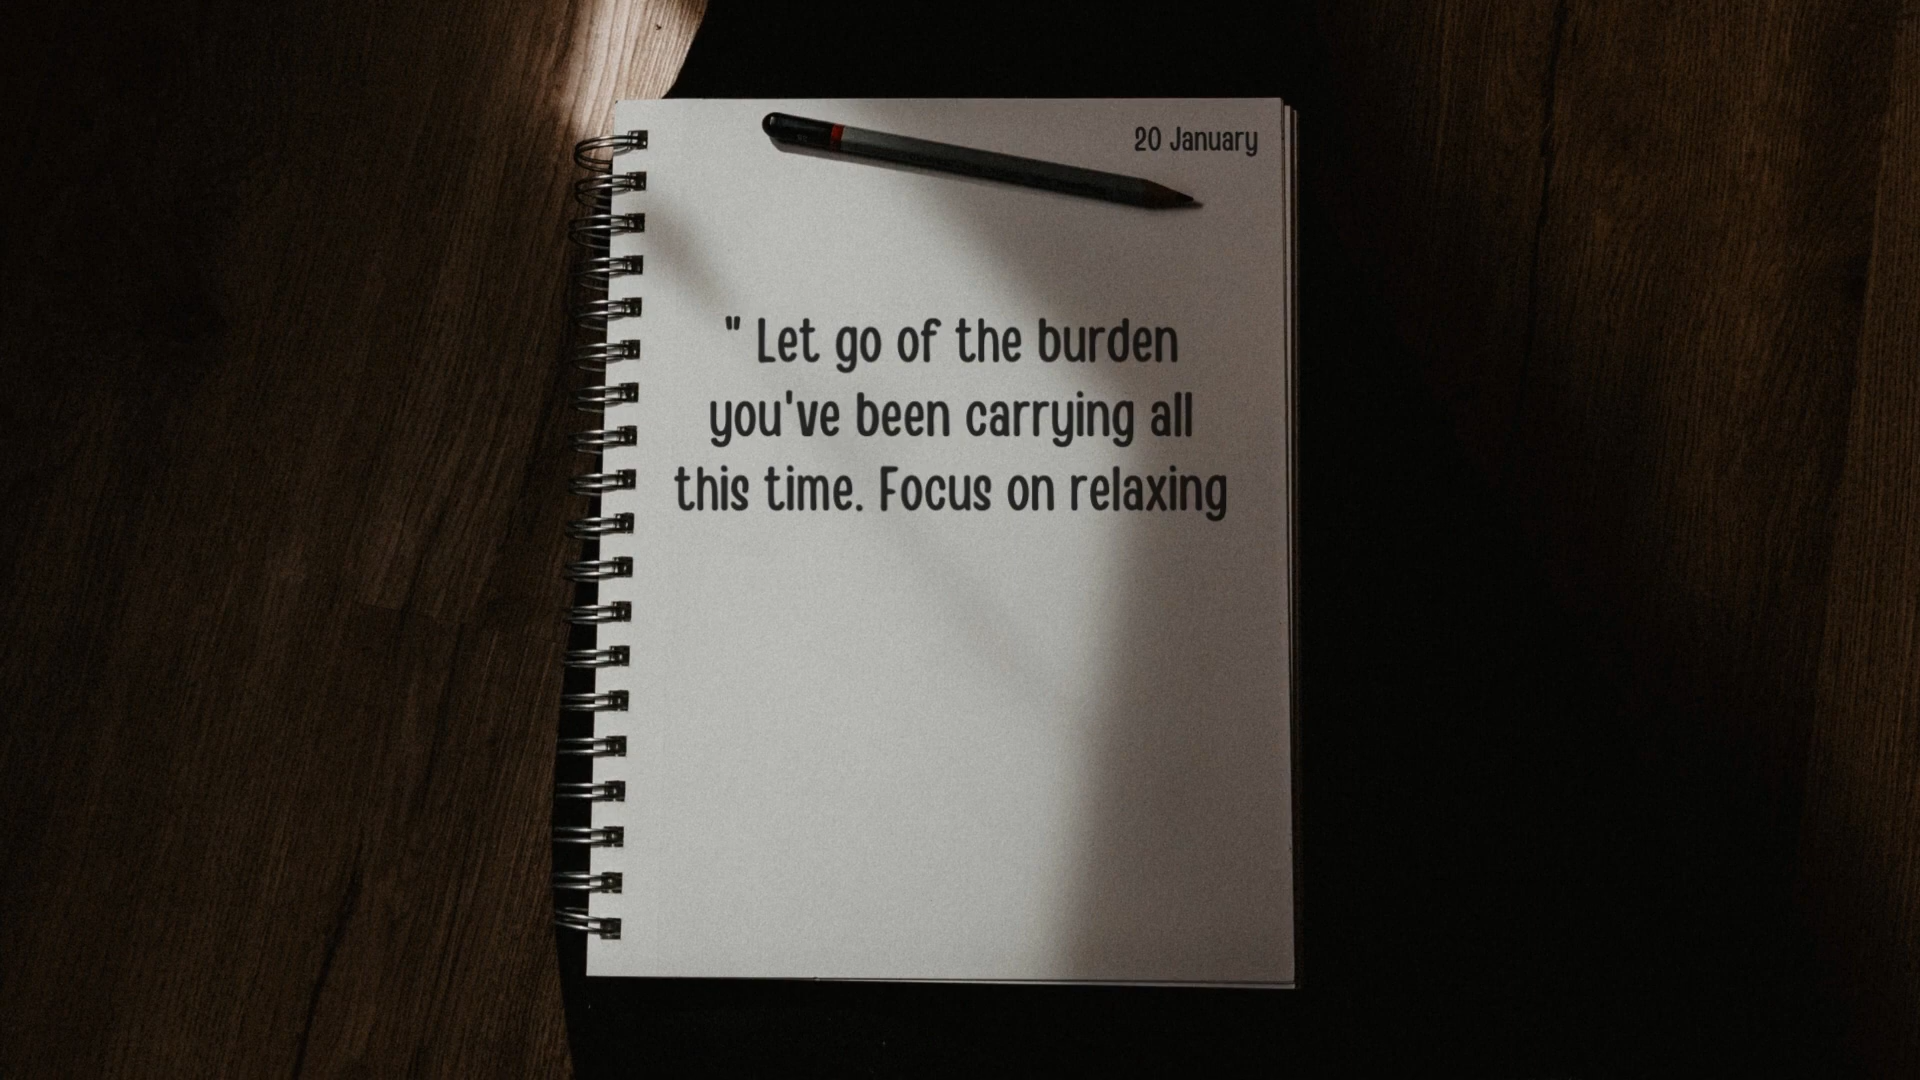 20 January
" Let go of the burden
you've been carrying all
this time. Focus on relaxing